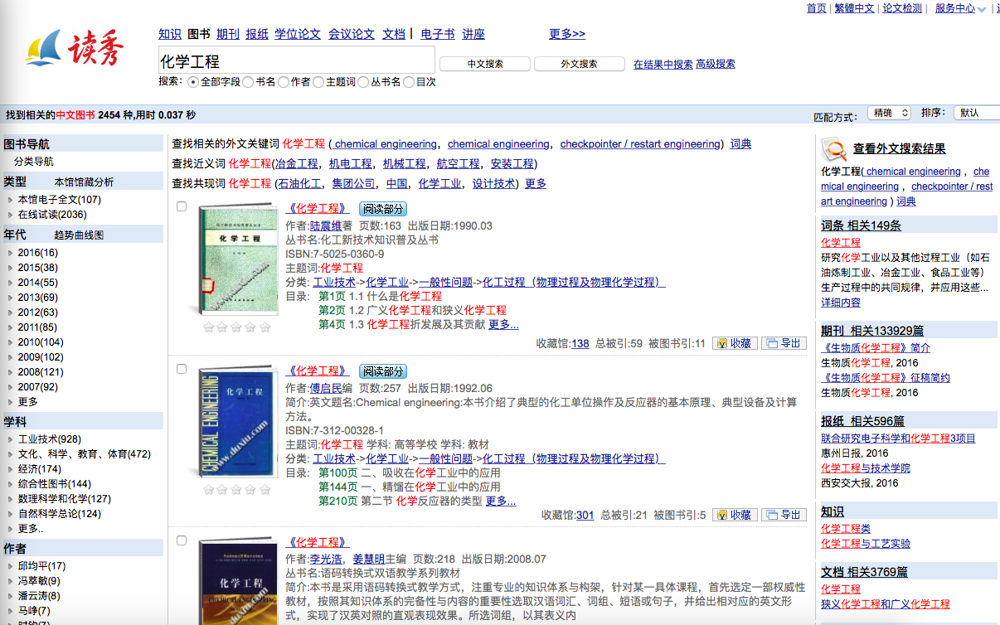 首页 | 繁體中文 | 论文检测 | 服务中心 |
读秀
知识 图书 期刊 报纸 学位论文 会议论文 文档 | 电子书 讲座 更多>>
化学工程
中文搜索 外文搜索 在结果中搜索 高级搜索
搜索: 全部字段 书名 作者 主题词 丛书名 目次
找到相关的中文图书 2454 种,用时 0.037 秒
匹配方式: 精确 排序: 默认
图书导航
分类导航
类型 本馆馆藏分析
本馆电子全文(107)
在线试读(2036)
年代 趋势曲线图
2016(16)
2015(38)
2014(55)
2013(69)
2012(63)
2011(85)
2010(104)
2009(102)
2008(121)
2007(92)
更多
学科
工业技术(928)
文化、科学、教育、体育(472)
经济(174)
综合性图书(144)
数理科学和化学(127)
自然科学总论(124)
更多..
作者
邱均平(17)
冯萃敏(9)
潘云涛(8)
马峥(7)
查找相关的外文关键词 化学工程 ( chemical engineering, chemical engineering, checkpointer / restart engineering) 词典
查找近义词 化学工程(冶金工程, 机电工程, 机械工程, 航空工程, 安装工程)
查找共现词 化学工程 (石油化工, 集团公司, 中国, 化学工业, 设计技术) 更多
化学工程
www.duxiu.com
《化学工程》 阅读部分
作者:陆震维著 页数:163 出版日期:1990.03
丛书名:化工新技术知识普及丛书
ISBN:7-5025-0360-9
主题词:化学工程
分类: 工业技术->化学工业->一般性问题->化工过程（物理过程及物理化学过程）
目录: 第1页 1.1 什么是化学工程
第2页 1.2 广义化学工程和狭义化学工程
第4页 1.3 化学工程折发展及其贡献 更多...
收藏馆:138 总被引:59 被图书引:11 收藏 导出
CHEMICAL ENGINEERING
化学工程
www.duxiu.com
《化学工程》 阅读部分
作者:傅启民编 页数:257 出版日期:1992.06
简介:英文题名:Chemical engineering:本书介绍了典型的化工单位操作及反应器的基本原理、典型设备及计算
方法。
ISBN:7-312-00328-1
主题词:化学工程 学科: 高等学校 学科: 教材
分类: 工业技术->化学工业->一般性问题->化工过程（物理过程及物理化学过程）
目录: 第100页 二、吸收在化学工业中的应用
第144页 一、精馏在化学工业中的应用
第210页 第二节 化学反应器的类型 更多...
收藏馆:301 总被引:21 被图书引:5 收藏 导出
化学工程
CHEMICAL ENGINEERING
《化学工程》
作者:李光浩, 姜慧明主编 页数:218 出版日期:2008.07
丛书名:语码转换式双语教学系列教材
简介:本书是采用语码转换式教学方式，注重专业的知识体系与构架，针对某一具体课程，首先选定一部权威性
教材，按照其知识体系的完备性与内容的重要性选取汉语词汇、词组、短语或句子，并给出相对应的英文形
式，实现了汉英对照的直观表现效果。所选词组，以其表义内
查看外文搜索结果
化学工程( chemical engineering , che
mical engineering , checkpointer / rest
art engineering ) 词典
词条 相关149条
化学工程
研究化学工业以及其他过程工业（如石
油炼制工业、冶金工业、食品工业等）
生产过程中的共同规律，并应用这些...
详细内容
期刊 相关133929篇
《生物质化学工程》简介
生物质化学工程, 2016
《生物质化学工程》征稿简约
生物质化学工程, 2016
报纸 相关596篇
联合研究电子科学和化学工程3项目
惠州日报, 2016
化学工程与技术学院
西安交大报, 2016
知识
化学工程类
化学工程与工艺实验
文档 相关3769篇
化学工程
狭义化学工程和广义化学工程